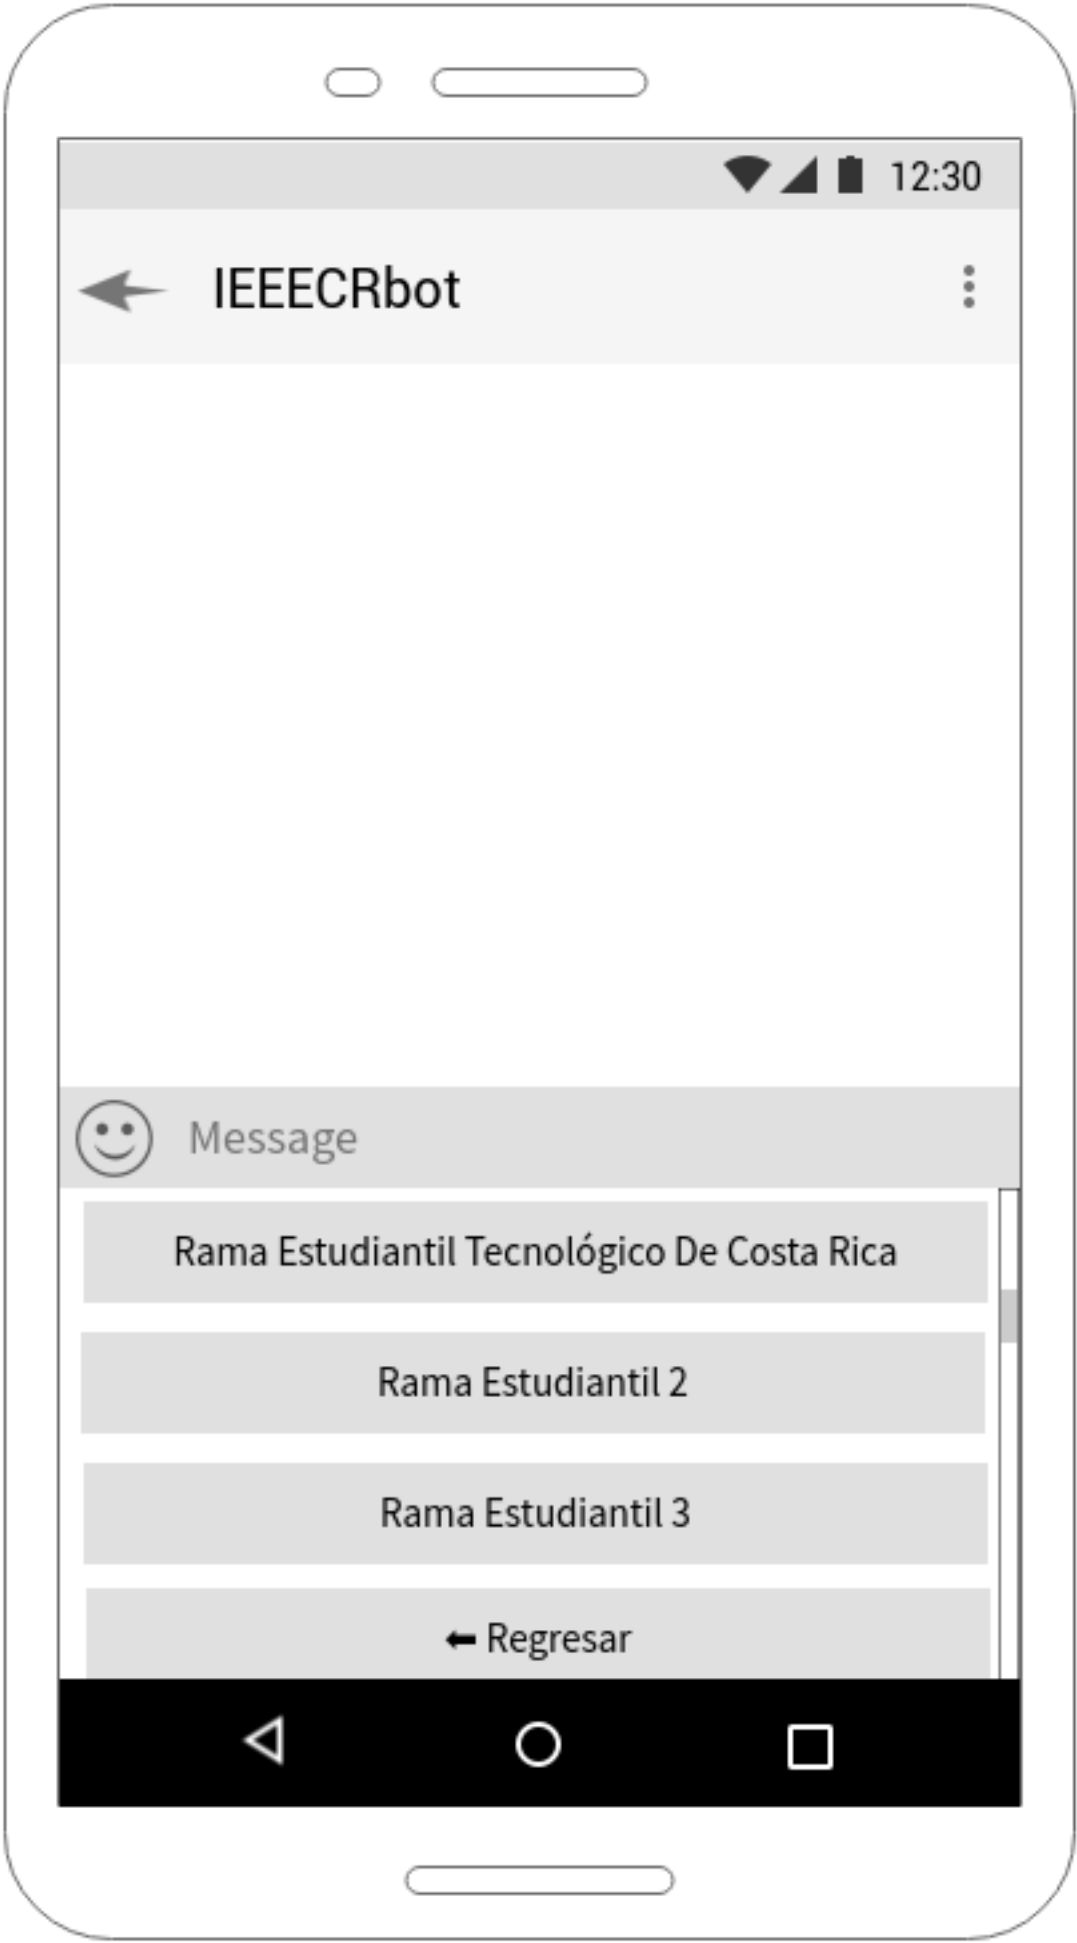 12:30
IEEECRbot
Message
Rama Estudiantil Tecnológico De Costa Rica
Rama Estudiantil 2
Rama Estudiantil 3
⬅ Regresar